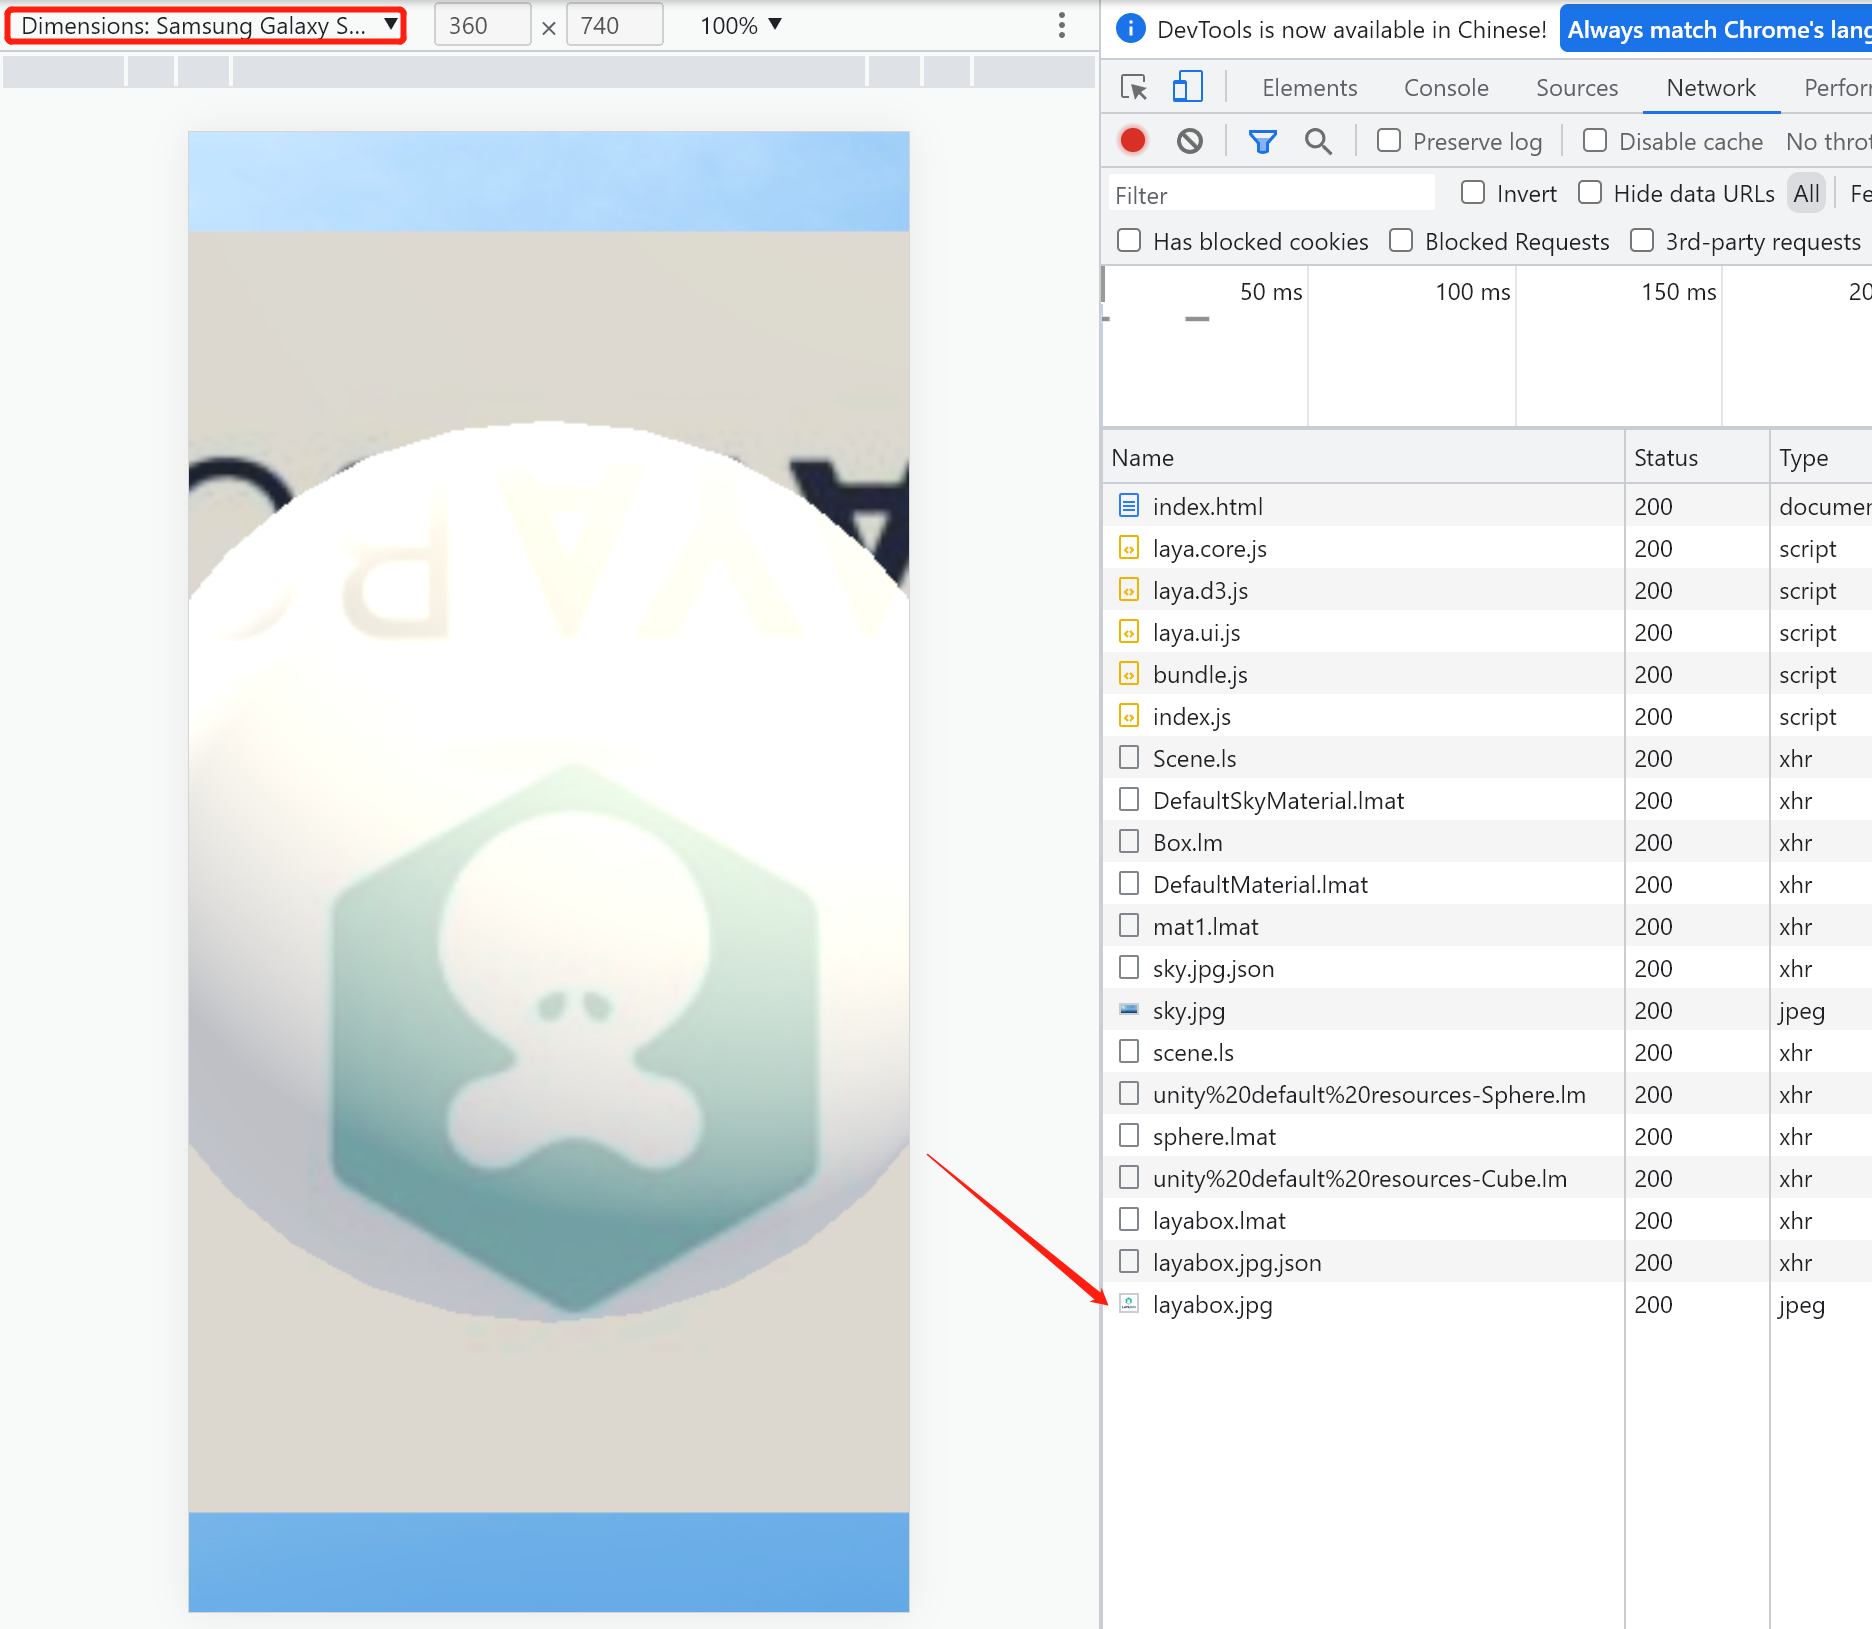 Dimensions: Samsung Galaxy S... ▼ 360 × 740 100% ▼
DevTools is now available in Chinese! Always match Chrome's lang
Elements Console Sources Network Perfor
Preserve log Disable cache No thro
Filter Invert Hide data URLs All Fe
Has blocked cookies Blocked Requests 3rd-party requests
50 ms 100 ms 150 ms 20
Name Status Type
index.html 200 documen
laya.core.js 200 script
laya.d3.js 200 script
laya.ui.js 200 script
bundle.js 200 script
index.js 200 script
Scene.ls 200 xhr
DefaultSkyMaterial.lmat 200 xhr
Box.lm 200 xhr
DefaultMaterial.lmat 200 xhr
mat1.lmat 200 xhr
sky.jpg.json 200 xhr
sky.jpg 200 jpeg
scene.ls 200 xhr
unity%20default%20resources-Sphere.lm 200 xhr
sphere.lmat 200 xhr
unity%20default%20resources-Cube.lm 200 xhr
layabox.lmat 200 xhr
layabox.jpg.json 200 xhr
layabox.jpg 200 jpeg